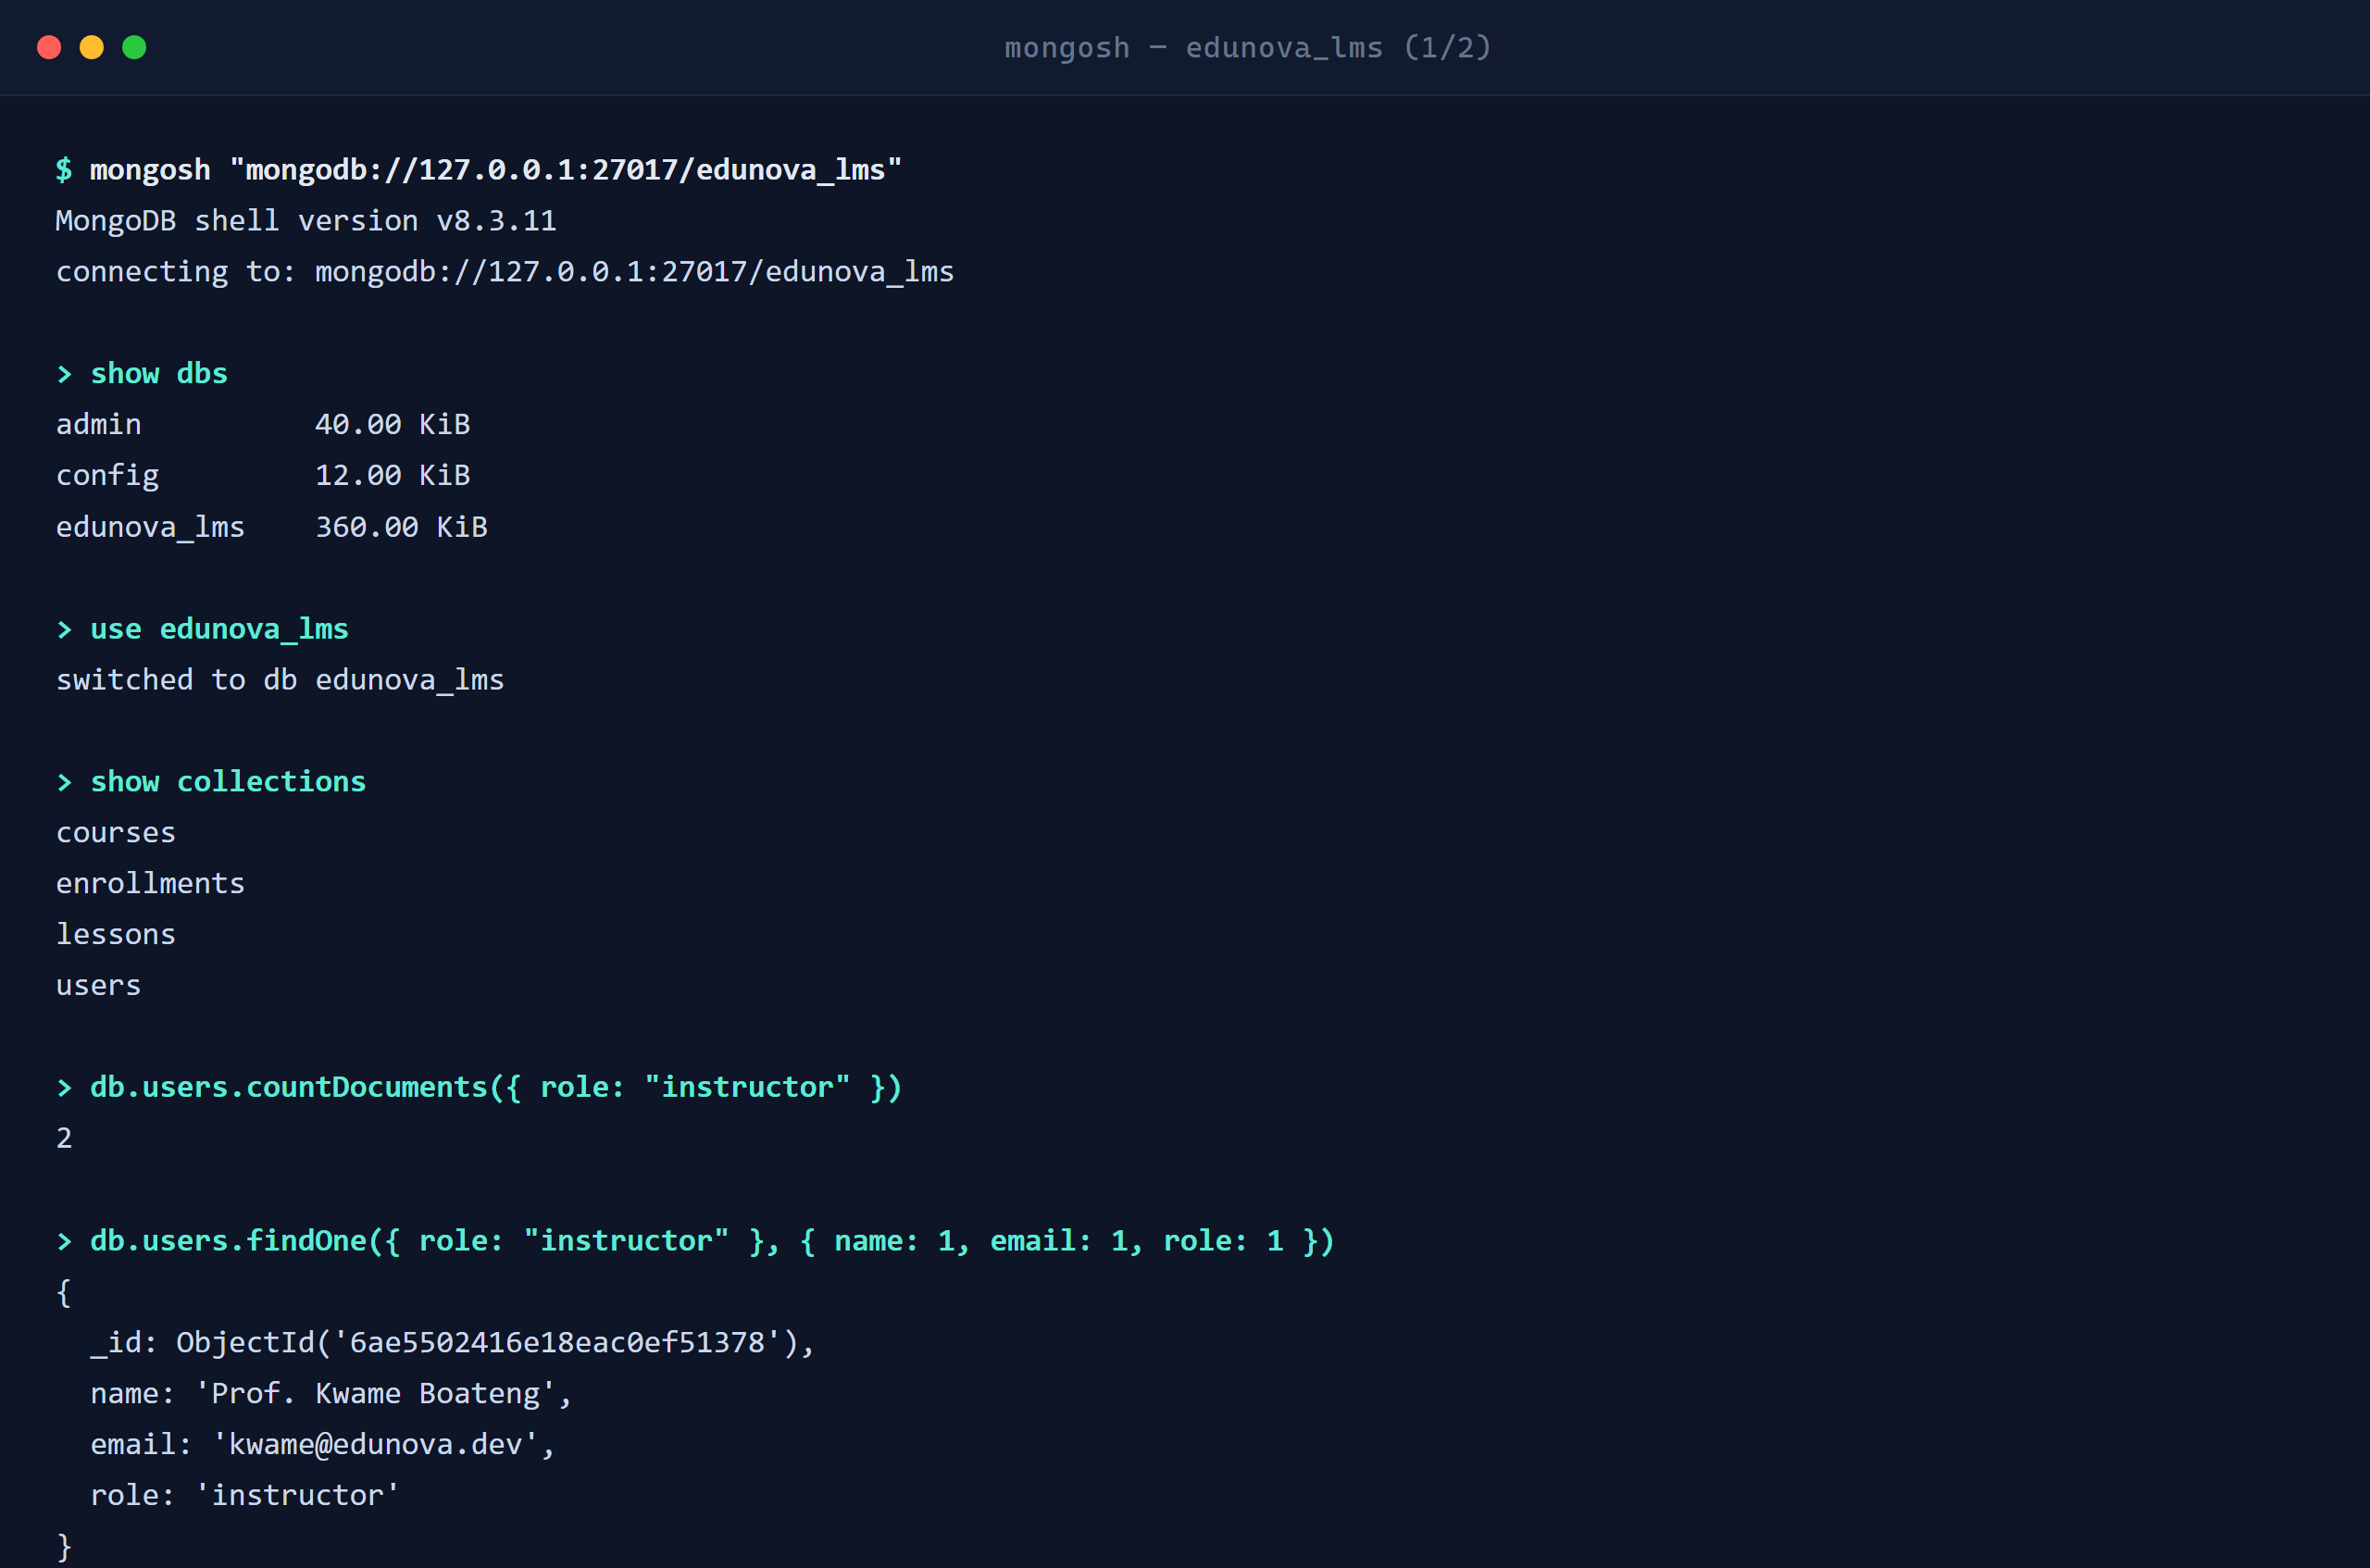 mongosh — edunova_lms (1/2)
$ mongosh "mongodb://127.0.0.1:27017/edunova_lms"
MongoDB shell version v8.3.11
connecting to: mongodb://127.0.0.1:27017/edunova_lms
> show dbs
admin          40.00 KiB
config         12.00 KiB
edunova_lms    360.00 KiB
> use edunova_lms
switched to db edunova_lms
> show collections
courses
enrollments
lessons
users
> db.users.countDocuments({ role: "instructor" })
2
> db.users.findOne({ role: "instructor" }, { name: 1, email: 1, role: 1 })
{
  _id: ObjectId('6ae5502416e18eac0ef51378'),
  name: 'Prof. Kwame Boateng',
  email: 'kwame@edunova.dev',
  role: 'instructor'
}